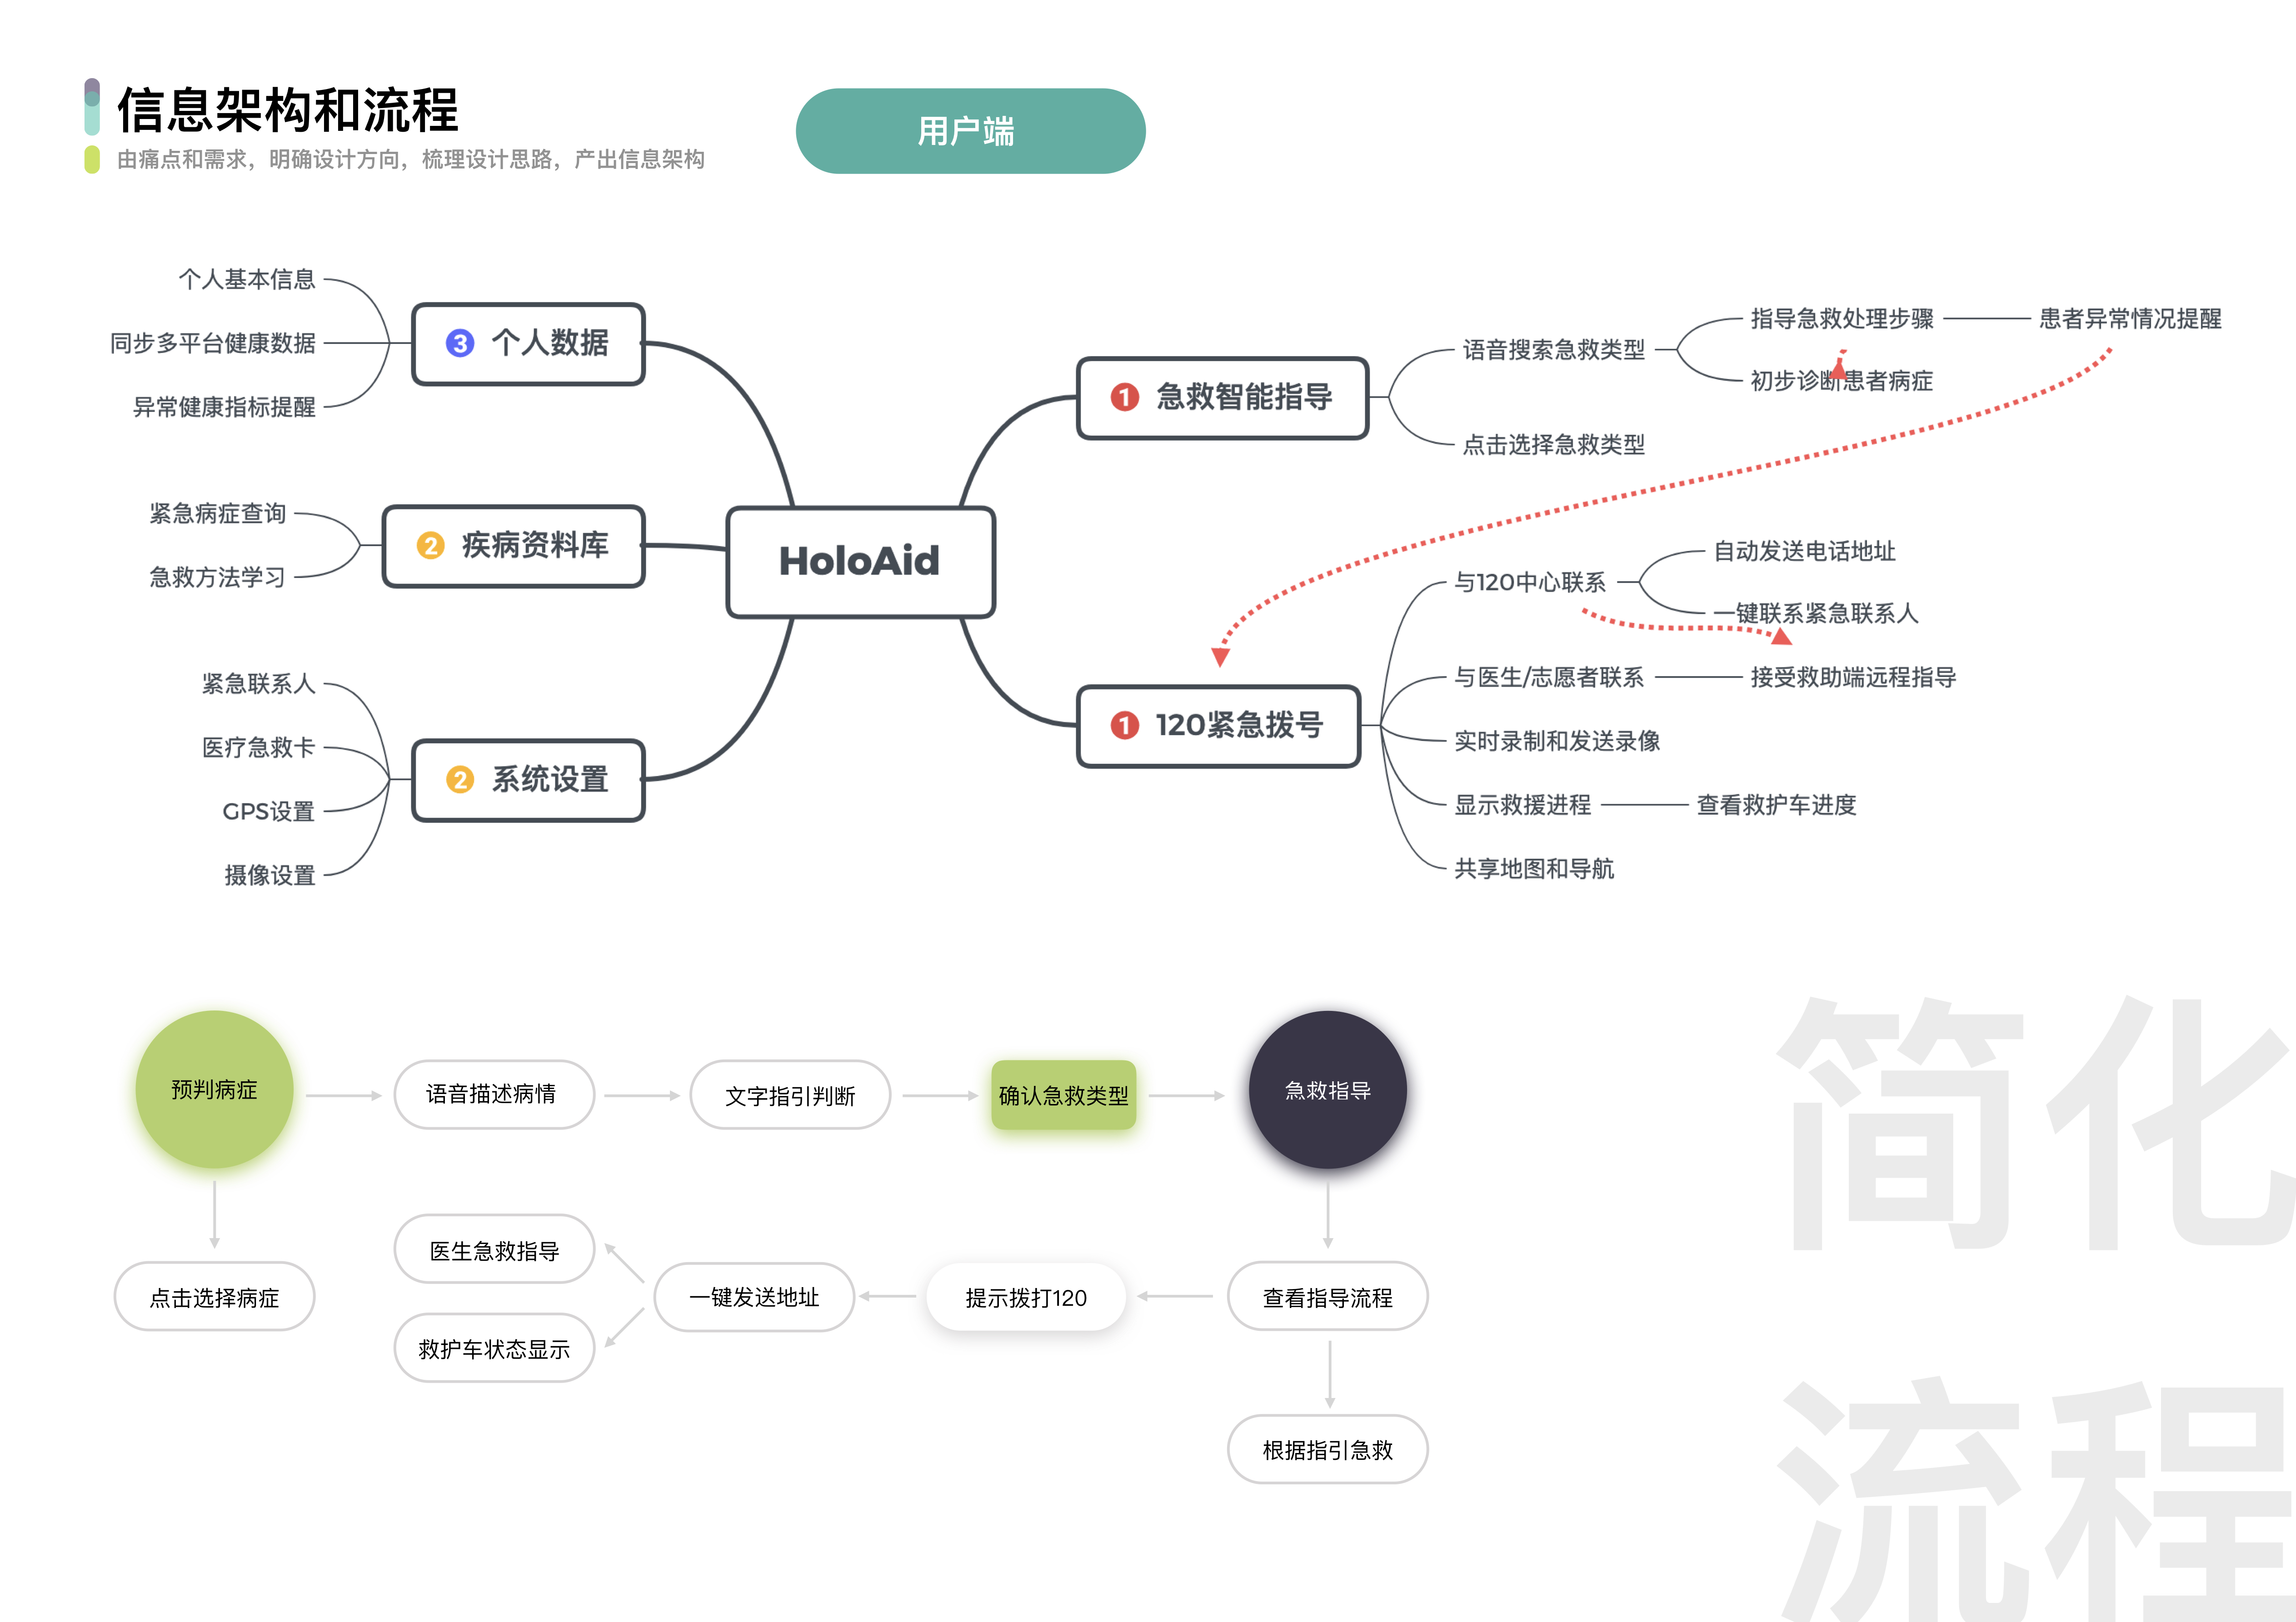 信息架构和流程
由痛点和需求，明确设计方向，梳理设计思路，产出信息架构
用户端
个人基本信息
同步多平台健康数据
异常健康指标提醒
3 个人数据
紧急病症查询
急救方法学习
2 疾病资料库
紧急联系人
医疗急救卡
GPS设置
摄像设置
2 系统设置
HoloAid
1 急救智能指导
语音搜索急救类型
指导急救处理步骤
患者异常情况提醒
初步诊断患者病症
点击选择急救类型
1 120紧急拨号
与120中心联系
自动发送电话地址
一键联系紧急联系人
与医生/志愿者联系
接受救助端远程指导
实时录制和发送录像
显示救援进程
查看救护车进度
共享地图和导航
预判病症
语音描述病情
文字指引判断
确认急救类型
急救指导
点击选择病症
医生急救指导
救护车状态显示
一键发送地址
提示拨打120
查看指导流程
根据指引急救
简化
流程